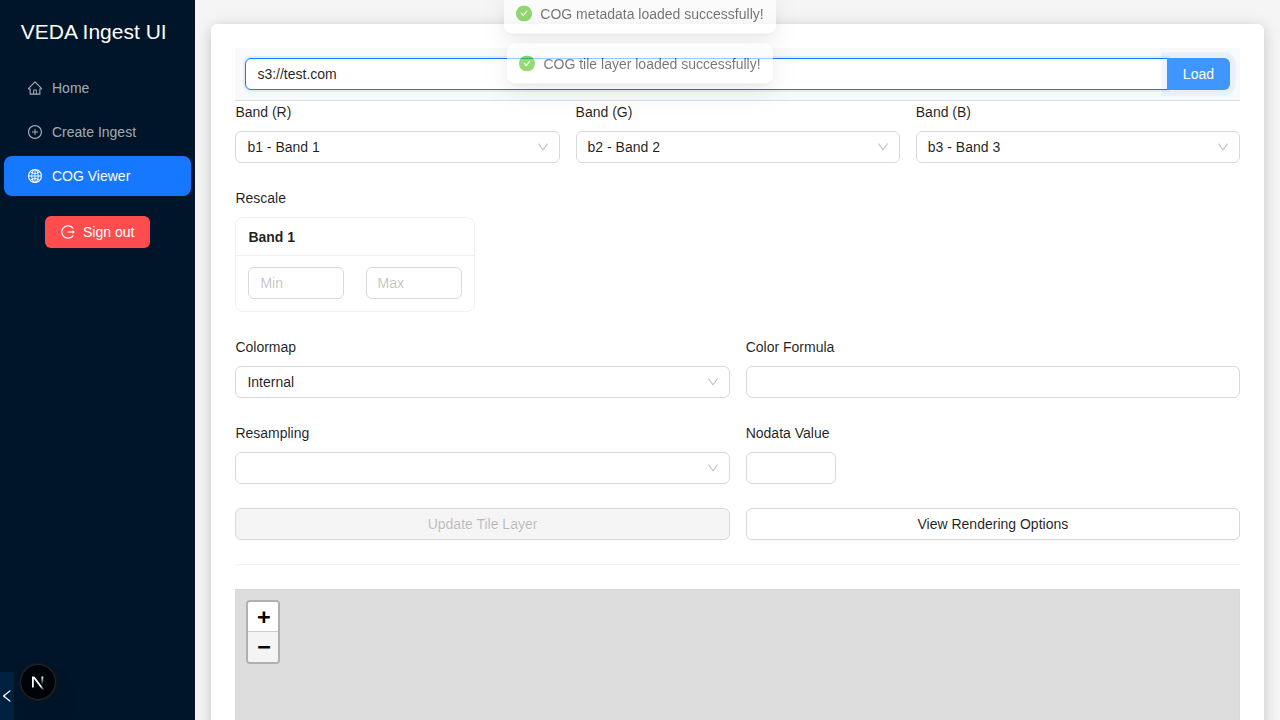 VEDA Ingest UI
Home
Create Ingest
COG Viewer
Sign out
COG metadata loaded successfully!
COG tile layer loaded successfully!
s3://test.com
Load
Band (R)
Band (G)
Band (B)
b1 - Band 1
b2 - Band 2
b3 - Band 3
Rescale
Band 1
Min
Max
Colormap
Color Formula
Internal
Resampling
Nodata Value
Update Tile Layer
View Rendering Options
+
−
N